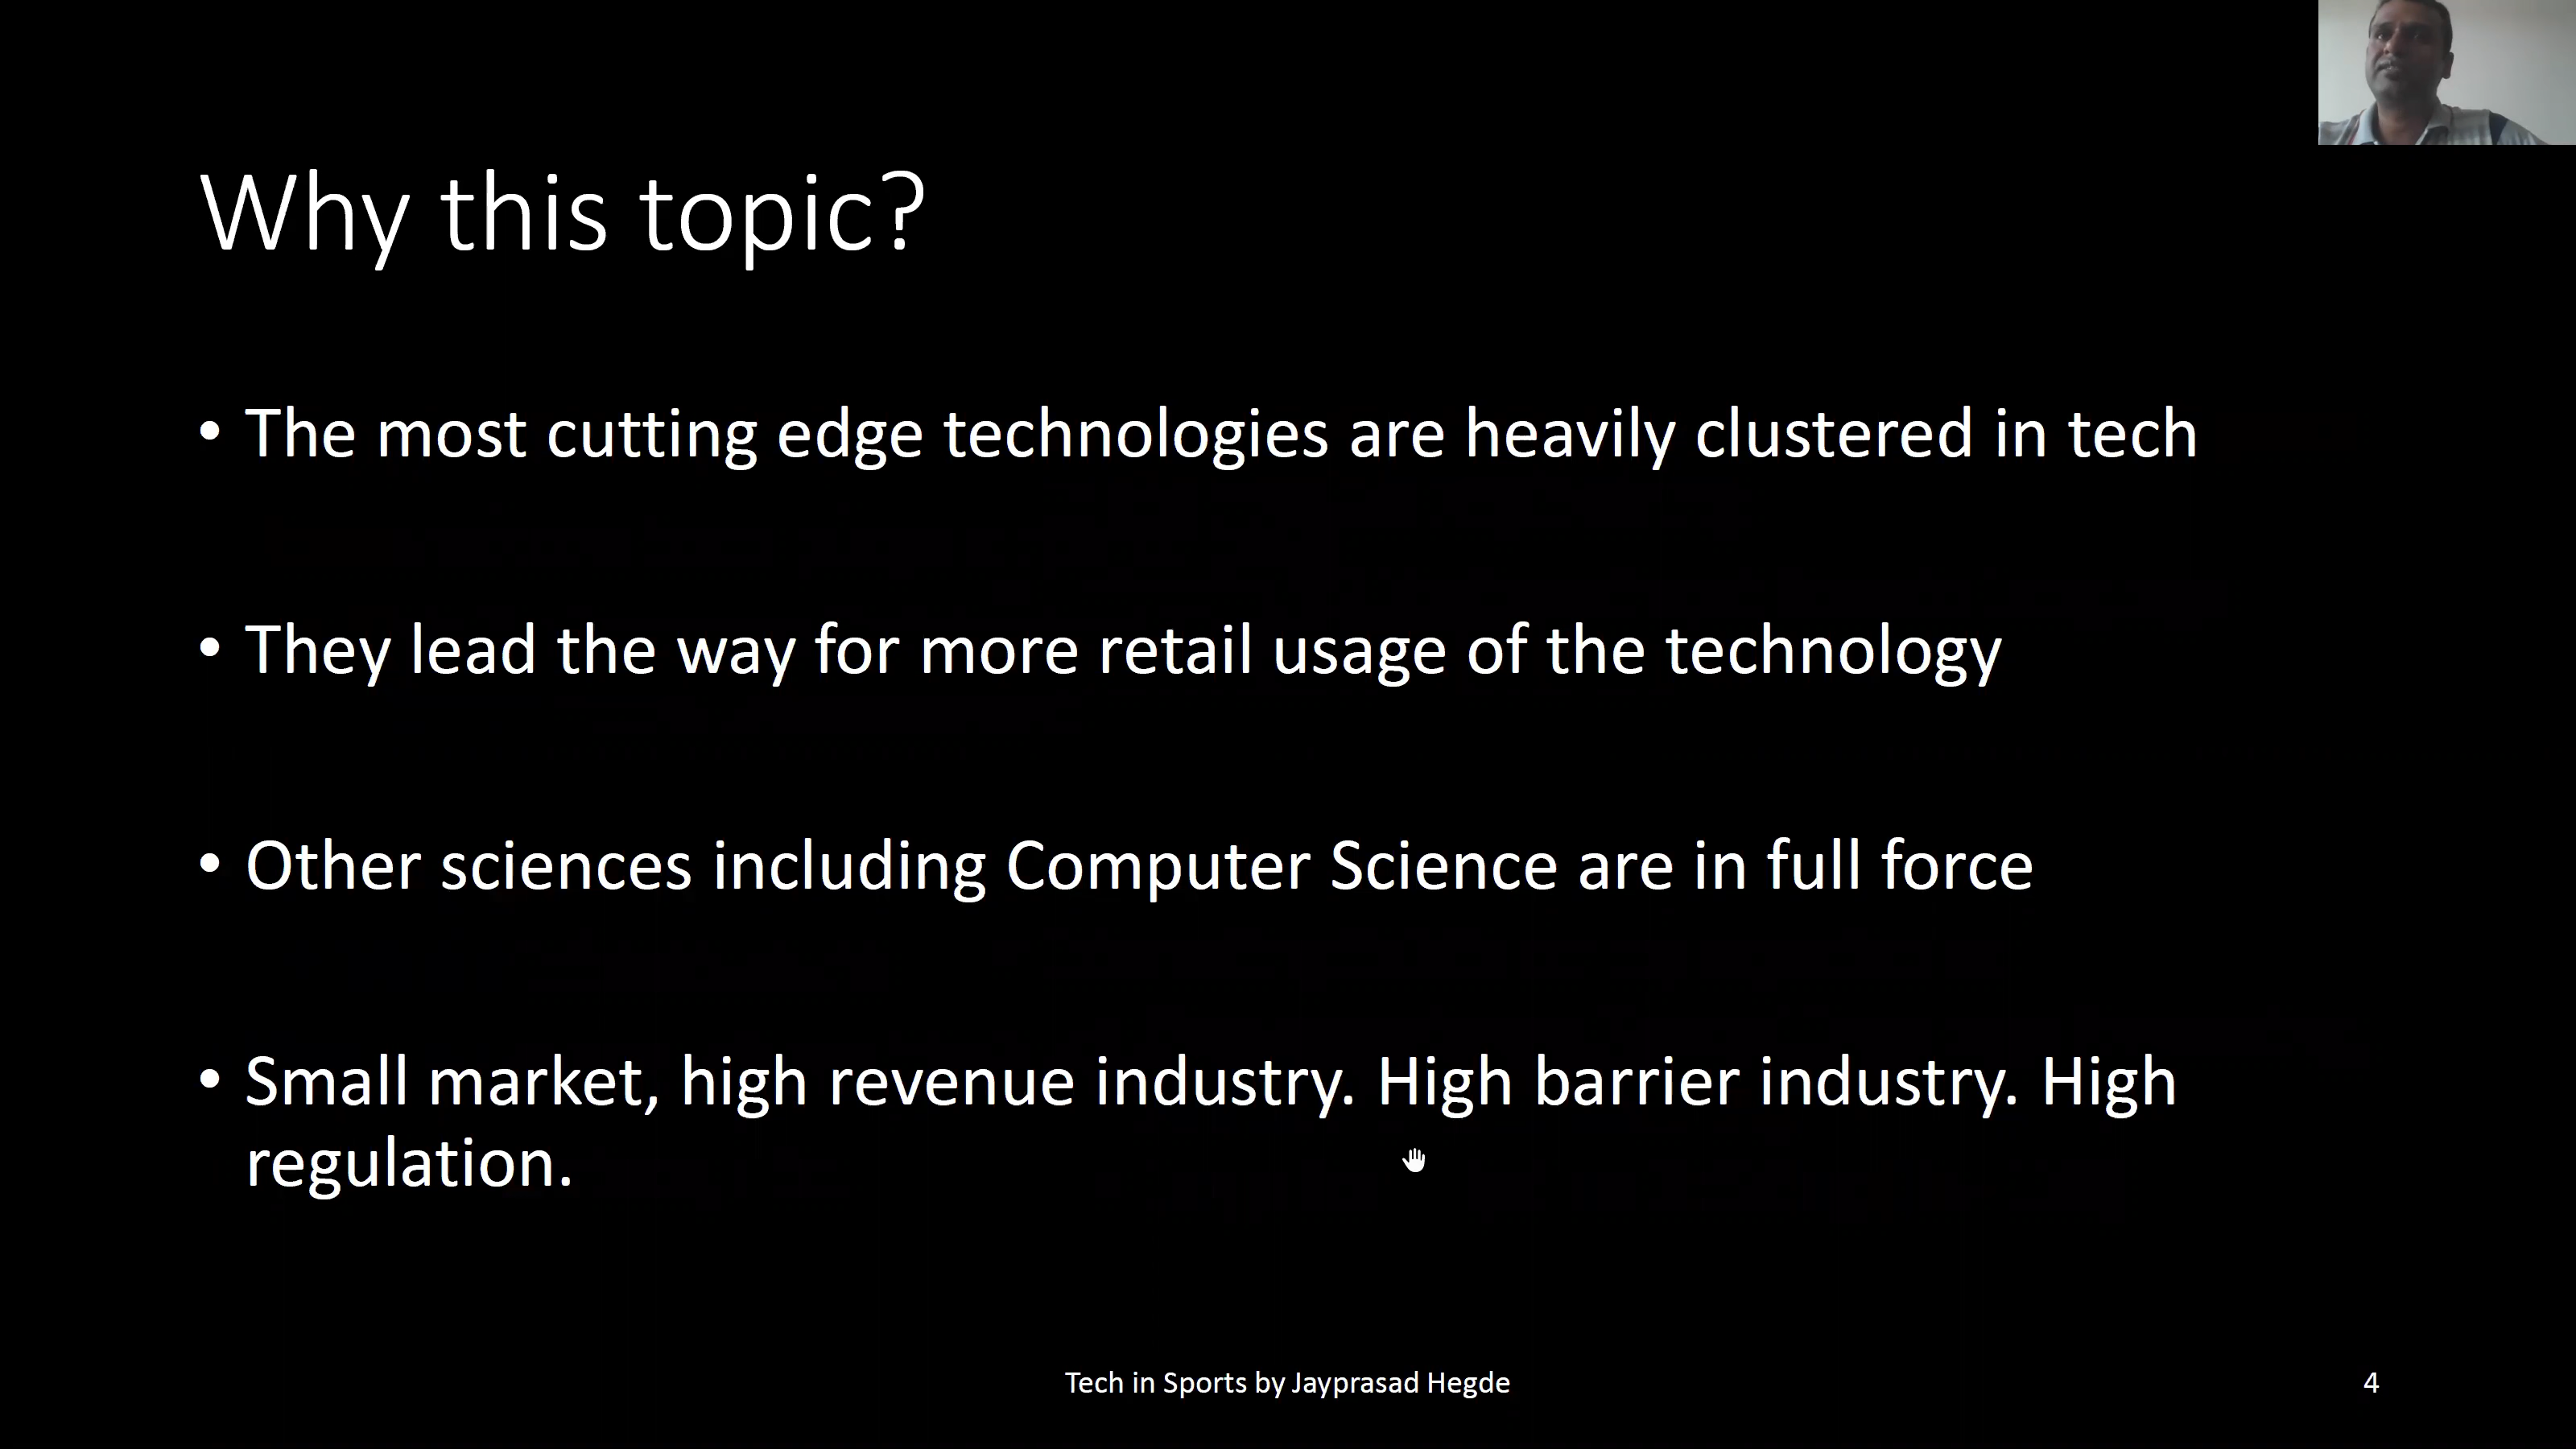 Why this topic?
• The most cutting edge technologies are heavily clustered in tech
• They lead the way for more retail usage of the technology
• Other sciences including Computer Science are in full force
• Small market, high revenue industry. High barrier industry. High
regulation.
Tech in Sports by Jayprasad Hegde
4